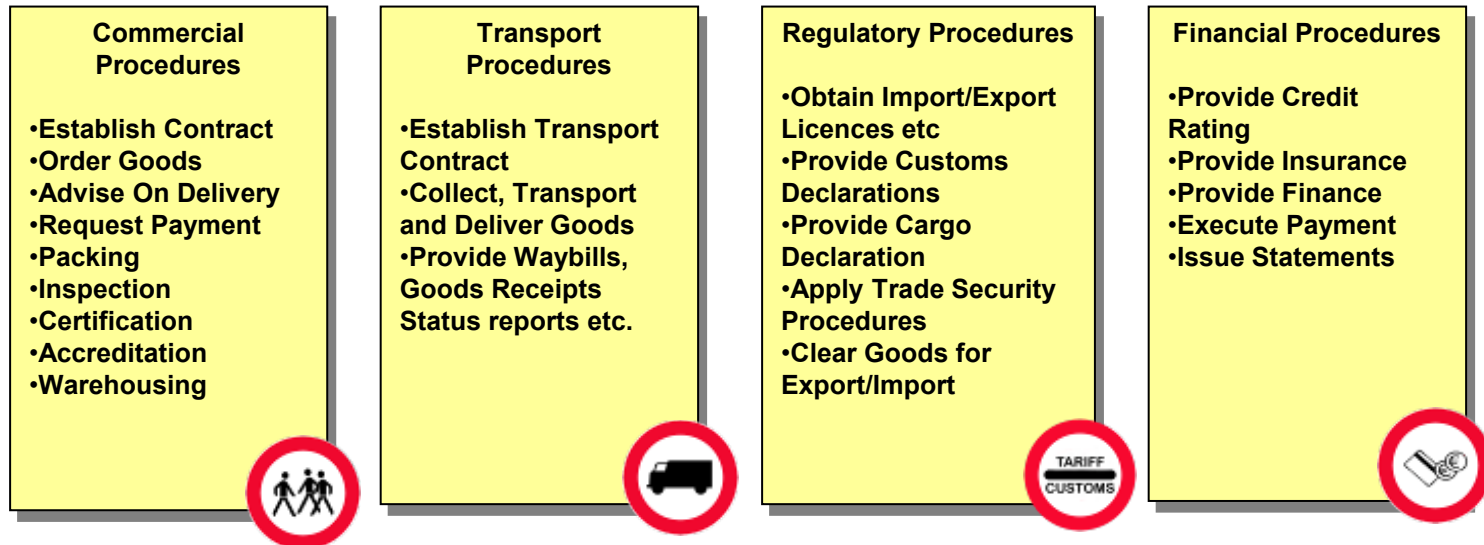 Commercial
Procedures
•Establish Contract
•Order Goods
•Advise On Delivery
•Request Payment
•Packing
•Inspection
•Certification
•Accreditation
•Warehousing
Transport
Procedures
•Establish Transport
Contract
•Collect, Transport
and Deliver Goods
•Provide Waybills,
Goods Receipts
Status reports etc.
Regulatory Procedures
•Obtain Import/Export
Licences etc
•Provide Customs
Declarations
•Provide Cargo
Declaration
•Apply Trade Security
Procedures
•Clear Goods for
Export/Import
TARIFF
CUSTOMS
Financial Procedures
•Provide Credit
Rating
•Provide Insurance
•Provide Finance
•Execute Payment
•Issue Statements